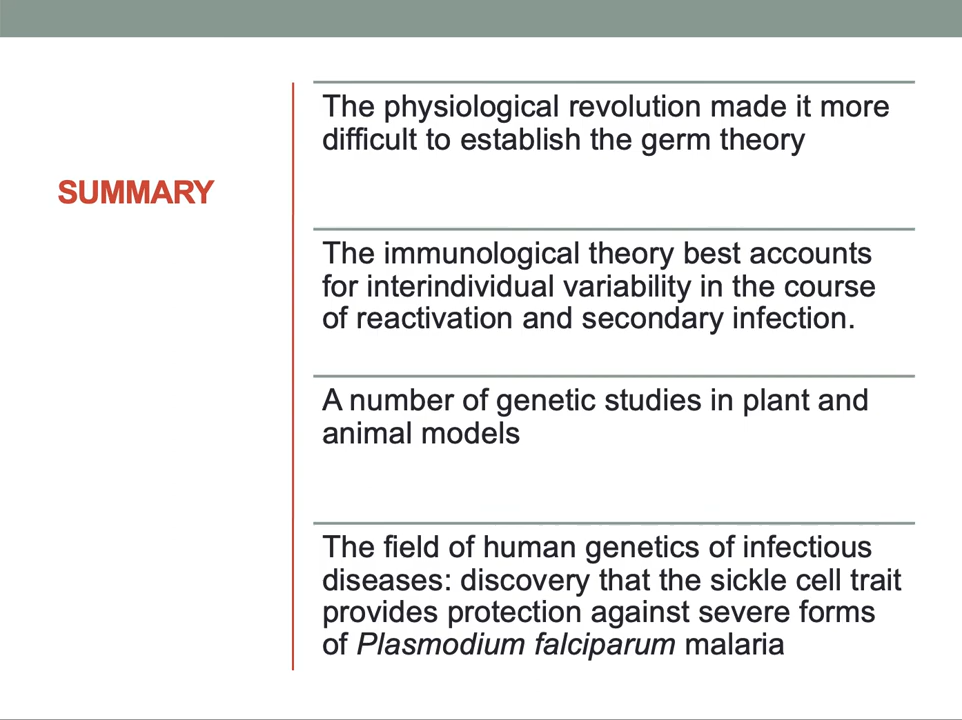 SUMMARY
The physiological revolution made it more
difficult to establish the germ theory
The immunological theory best accounts
for interindividual variability in the course
of reactivation and secondary infection.
A number of genetic studies in plant and
animal models
The field of human genetics of infectious
diseases: discovery that the sickle cell trait
provides protection against severe forms
of Plasmodium falciparum malaria